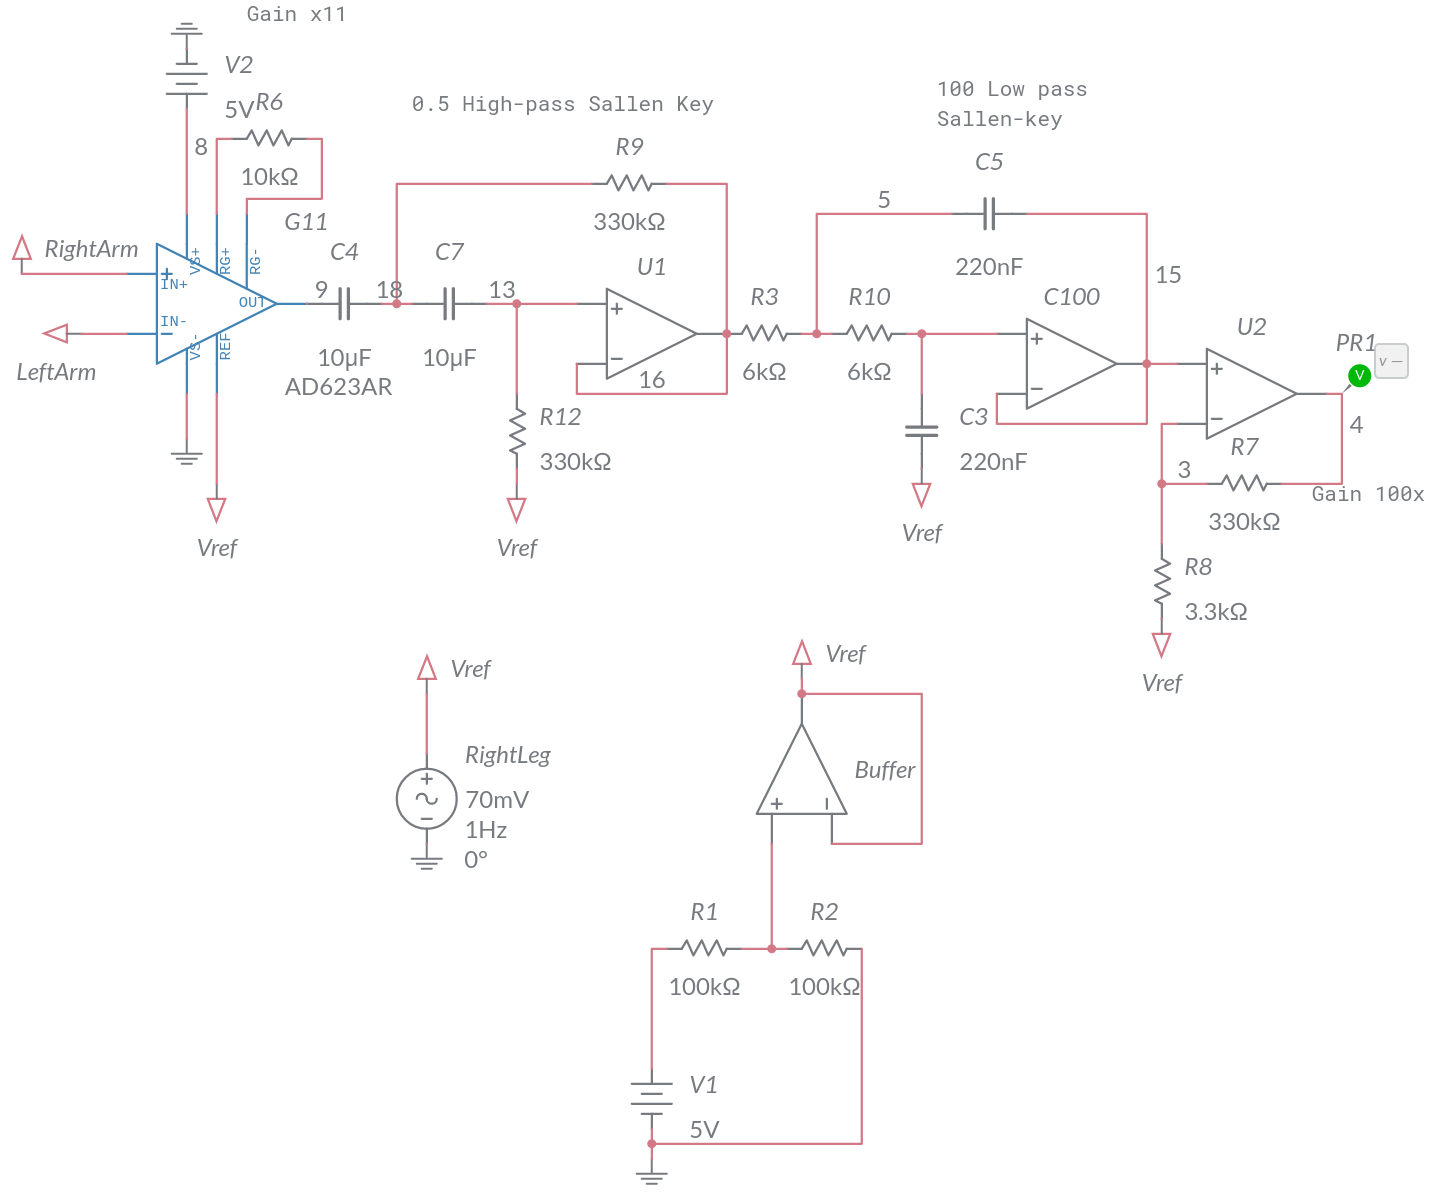 Gain x11
V2
5V
R6
8
10kΩ
G11
RightArm
LeftArm
IN+
IN-
VS+
RG+
RG-
OUT
VS-
REF
+
−
Vref
0.5 High-pass Sallen Key
R9
330kΩ
C4
C7
9
18
13
10μF
10μF
AD623AR
U1
+
−
16
R12
330kΩ
Vref
100 Low pass
Sallen-key
C5
5
220nF
15
R3
R10
6kΩ
6kΩ
C100
+
−
C3
220nF
Vref
U2
+
−
PR1
V
v —
4
R7
3
Gain 100x
330kΩ
R8
3.3kΩ
Vref
Vref
RightLeg
+
−
70mV
1Hz
0°
Vref
Buffer
+
−
R1
R2
100kΩ
100kΩ
V1
5V